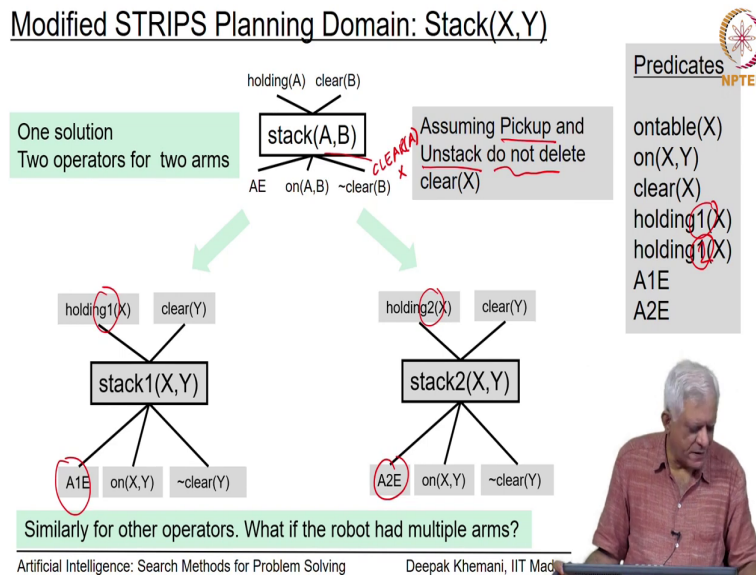 Modified STRIPS Planning Domain: Stack(X,Y)
NPTE
Predicates
ontable(X)
on(X,Y)
clear(X)
holding1(X)
holding1(X)
2
A1E
A2E
holding(A) clear(B)
One solution
Two operators for two arms
stack(A,B)
CLEAR(A)
X
AE on(A,B) ~clear(B)
Assuming Pickup and
Unstack do not delete
clear(X)
holding1(X) clear(Y)
stack1(X,Y)
A1E on(X,Y) ~clear(Y)
holding2(X) clear(Y)
stack2(X,Y)
A2E on(X,Y) ~clear(Y)
Similarly for other operators. What if the robot had multiple arms?
Artificial Intelligence: Search Methods for Problem Solving Deepak Khemani, IIT Mad